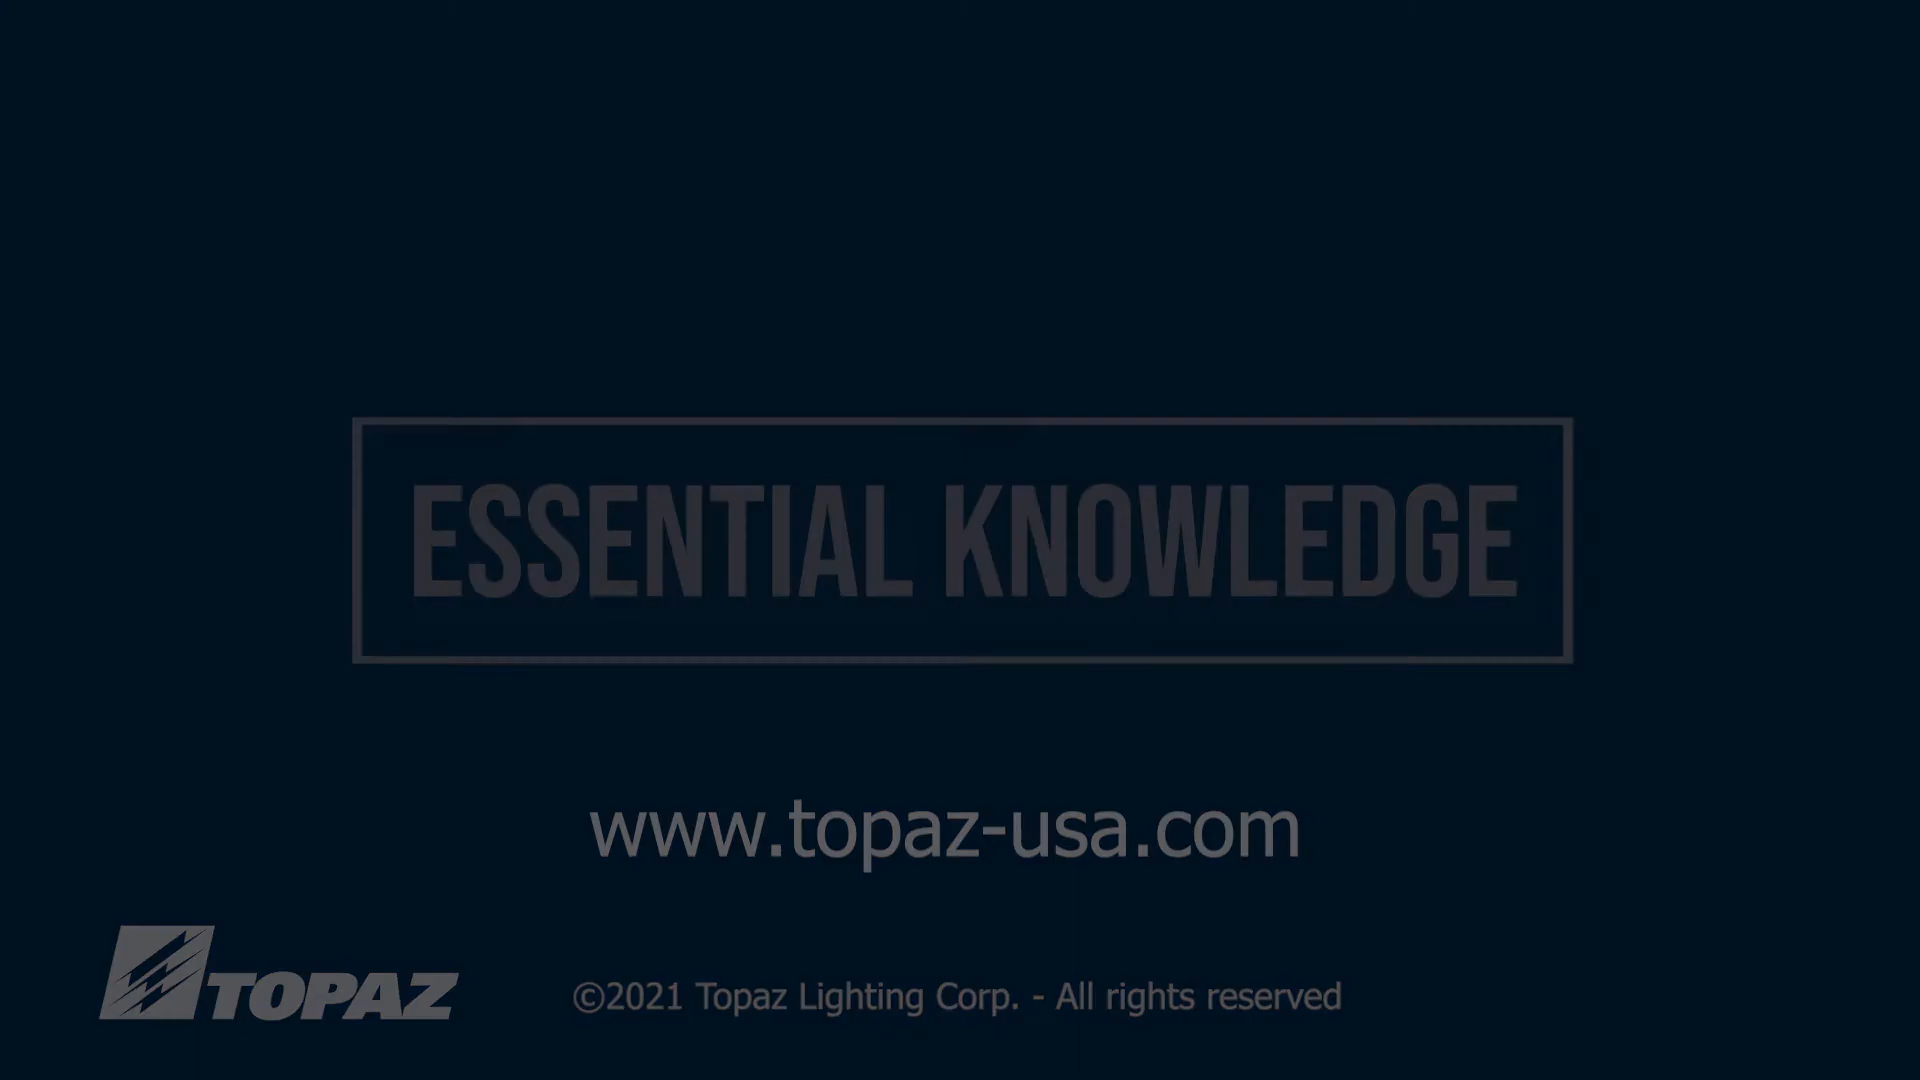 ESSENTIAL KNOWLEDGE
www.topaz-usa.com
TOPAZ
©2021 Topaz Lighting Corp. - All rights reserved